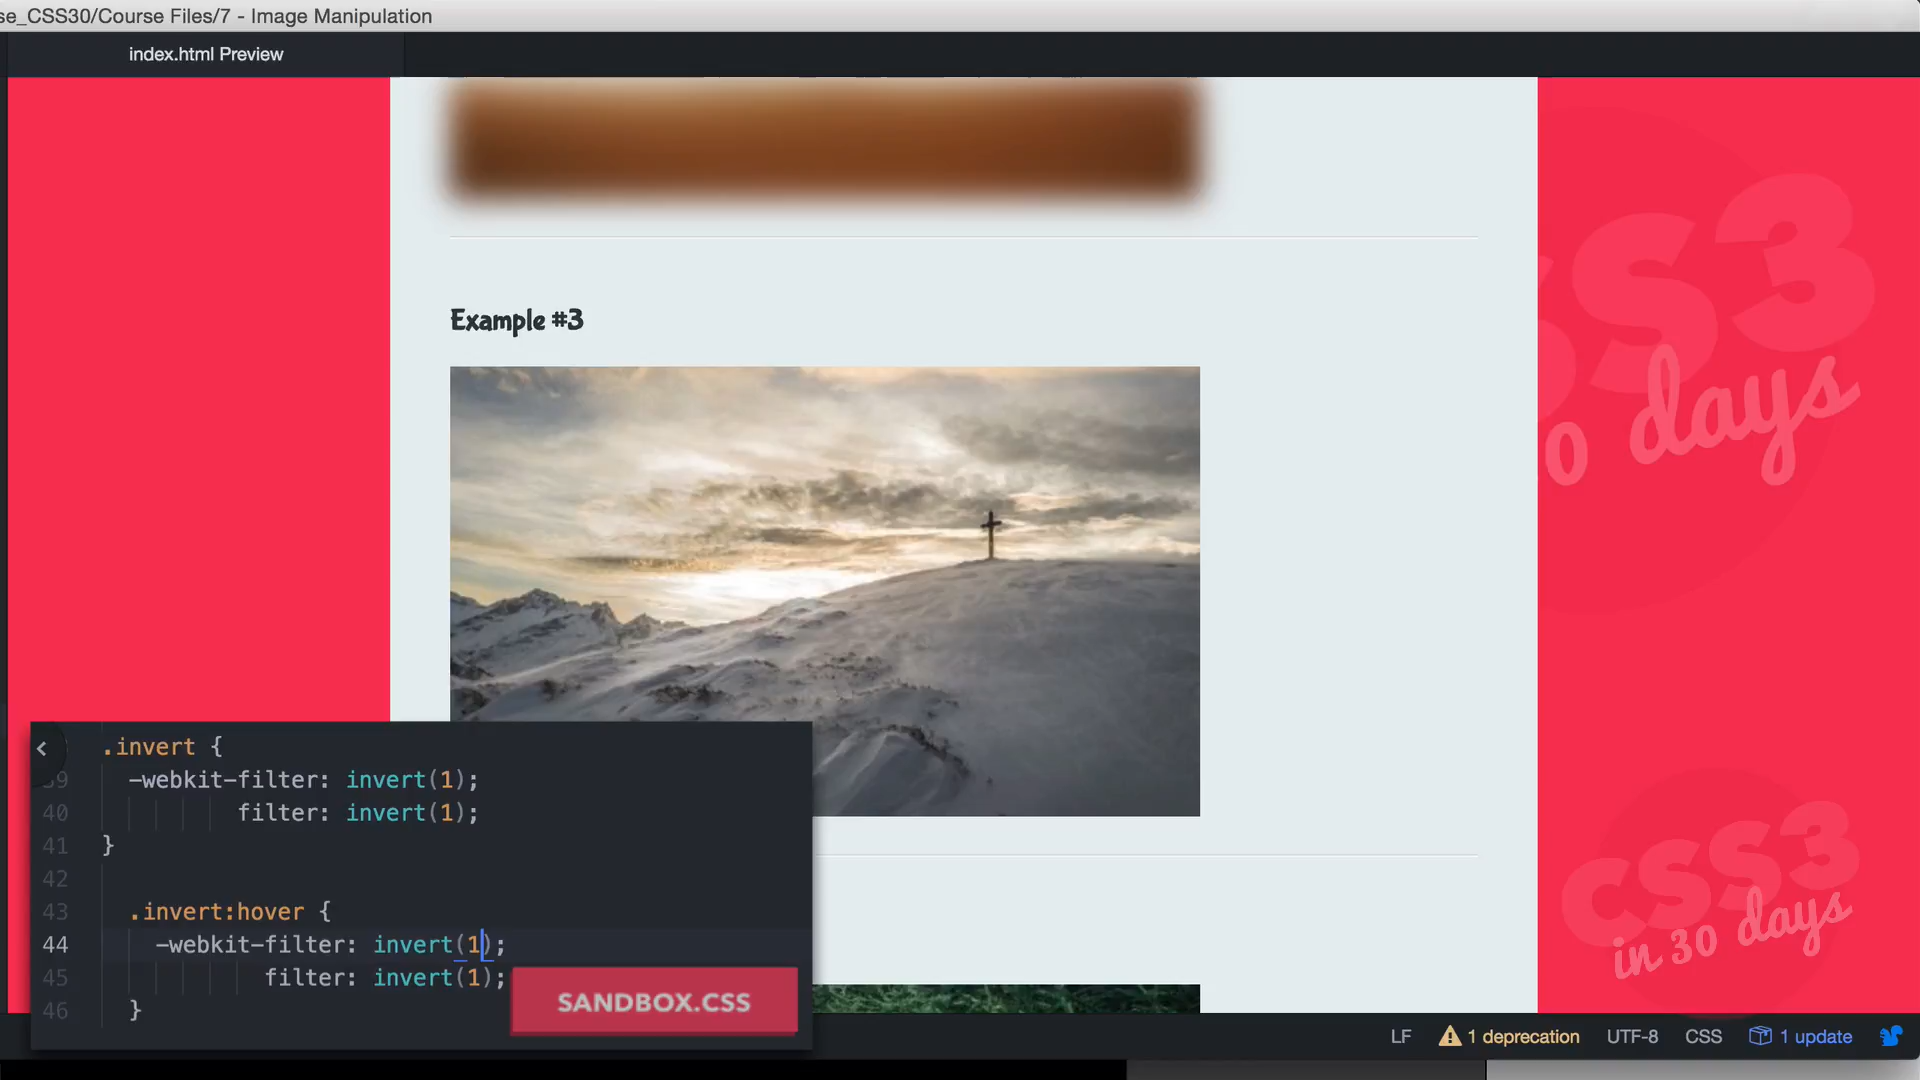 se_CSS30/Course Files/7 - Image Manipulation
index.html Preview
CSS3
30 days
Example #3
.invert {
39 -webkit-filter: invert(1);
40 filter: invert(1);
41 }
42
43 .invert:hover {
44 -webkit-filter: invert(1);
45 filter: invert(1);
46 }
SANDBOX.CSS
CSS3
in 30 days
LF 1 deprecation UTF-8 CSS 1 update